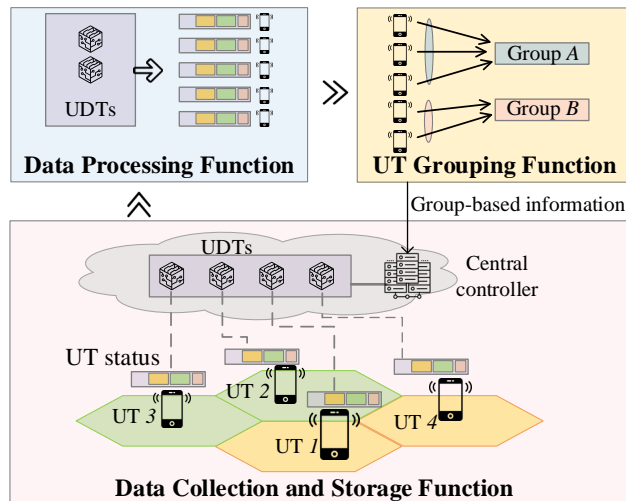 UDTs
Data Processing Function
Group A
Group B
UT Grouping Function
Group-based information
UDTs
Central
controller
UT status
UT 2
UT 3
UT 4
UT 1
Data Collection and Storage Function